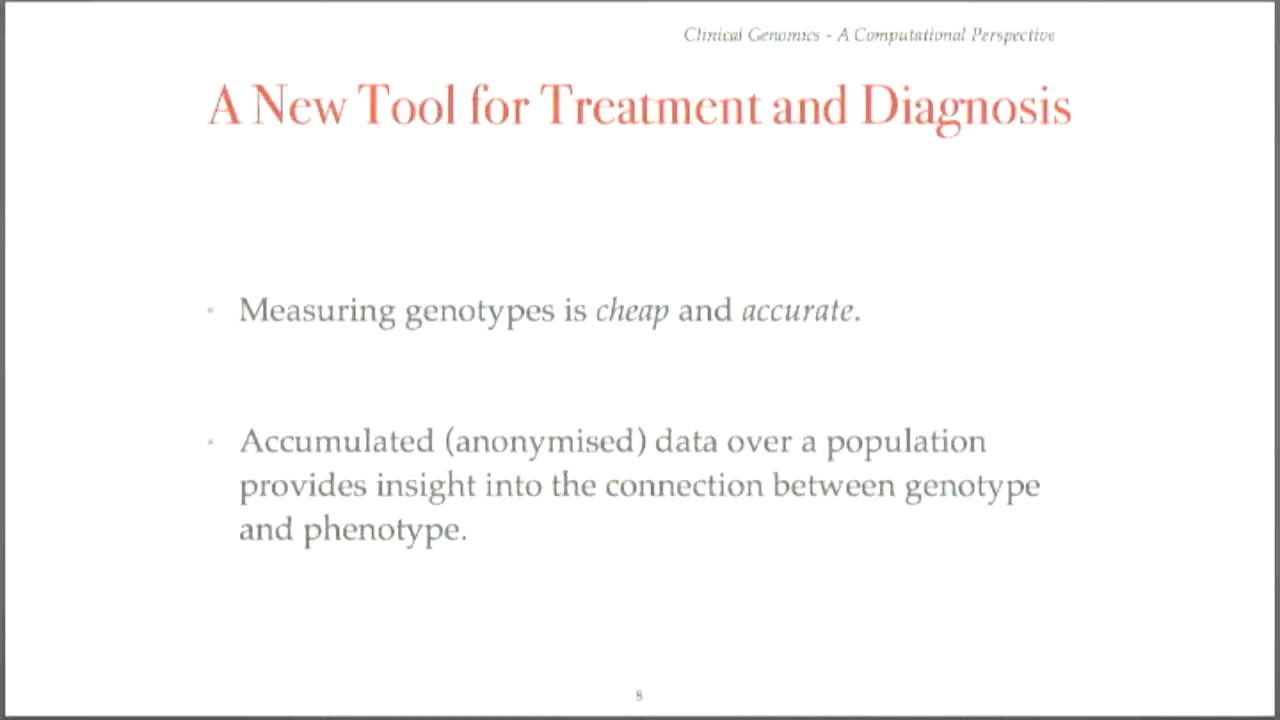 Clinical Genomics - A Computational Perspective
A New Tool for Treatment and Diagnosis
• Measuring genotypes is cheap and accurate.
• Accumulated (anonymised) data over a population
provides insight into the connection between genotype
and phenotype.
8